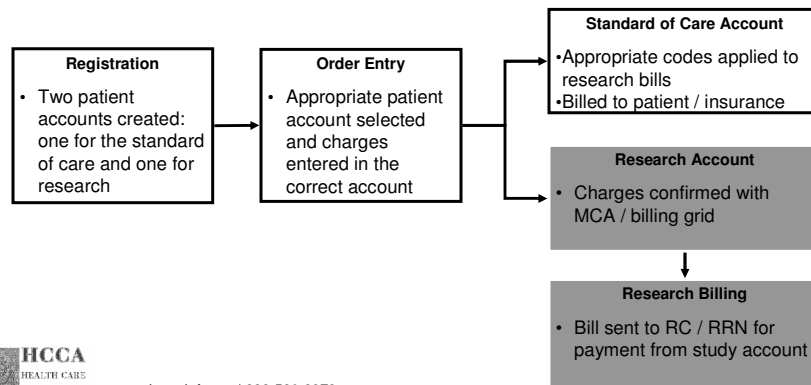 Registration
• Two patient
accounts created:
one for the standard
of care and one for
research
Order Entry
• Appropriate patient
account selected
and charges
entered in the
correct account
Standard of Care Account
•Appropriate codes applied to
research bills
•Billed to patient / insurance
Research Account
• Charges confirmed with
MCA / billing grid
Research Billing
• Bill sent to RC / RRN for
payment from study account
HCCA
HEALTH CARE